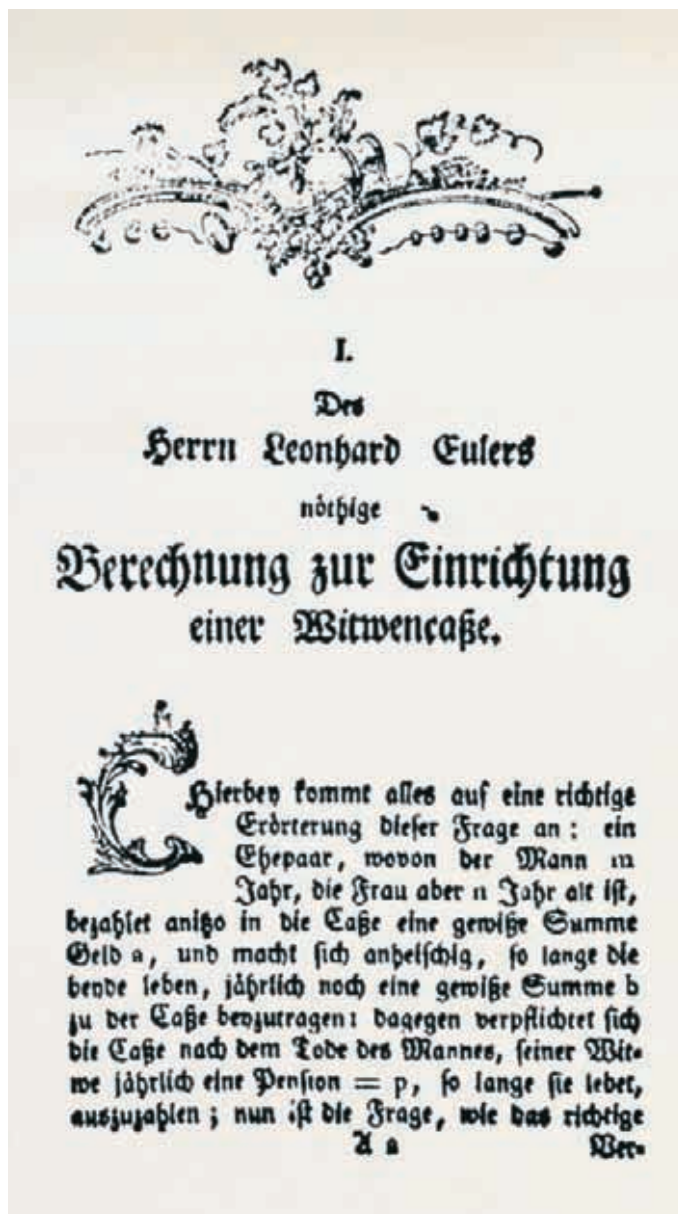 I.
Des
Herrn Leonhard Eulers
nöthige
Berechnung zur Einrichtung
einer Witwencaße.
Hierbey kommt alles auf eine richtige
Erörterung dieser Frage an: ein
Ehepaar, wovon der Mann m
Jahr, die Frau aber n Jahr alt ist,
bezahlet anitzo in die Caße eine gewiße Summe
Geld a, und macht sich anheischig, so lange die
beyde leben, jährlich noch eine gewiße Summe b
zu der Caße beyzutragen: dagegen verpflichtet sich
die Caße nach dem Tode des Mannes, seiner Wit-
we jährlich eine Pension = p, so lange sie lebet,
auszuzahlen; nun ist die Frage, wie das richtige
A a Ver-